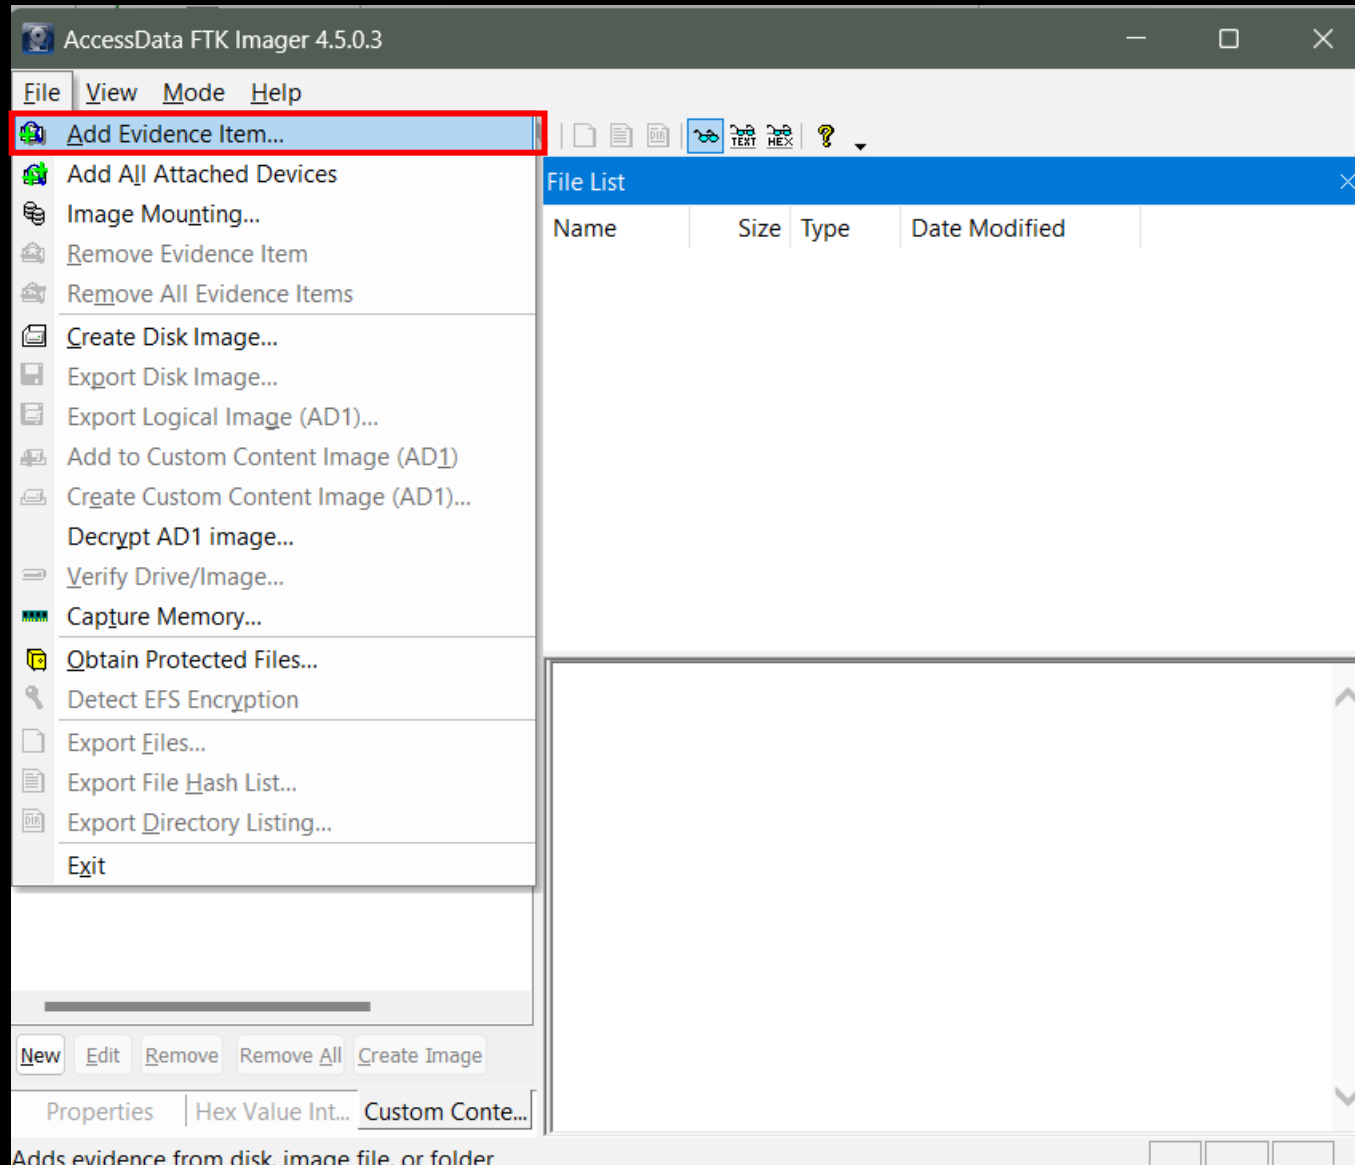 AccessData FTK Imager 4.5.0.3
File View Mode Help
Add Evidence Item...
Add All Attached Devices
Image Mounting...
Remove Evidence Item
Remove All Evidence Items
Create Disk Image...
Export Disk Image...
Export Logical Image (AD1)...
Add to Custom Content Image (AD1)
Create Custom Content Image (AD1)...
Decrypt AD1 image...
Verify Drive/Image...
Capture Memory...
Obtain Protected Files...
Detect EFS Encryption
Export Files...
Export File Hash List...
Export Directory Listing...
Exit
DIR TEXT HEX ?
File List
Name Size Type Date Modified
New Edit Remove Remove All Create Image
Properties Hex Value Int... Custom Conte...
Adds evidence from disk, image file, or folder